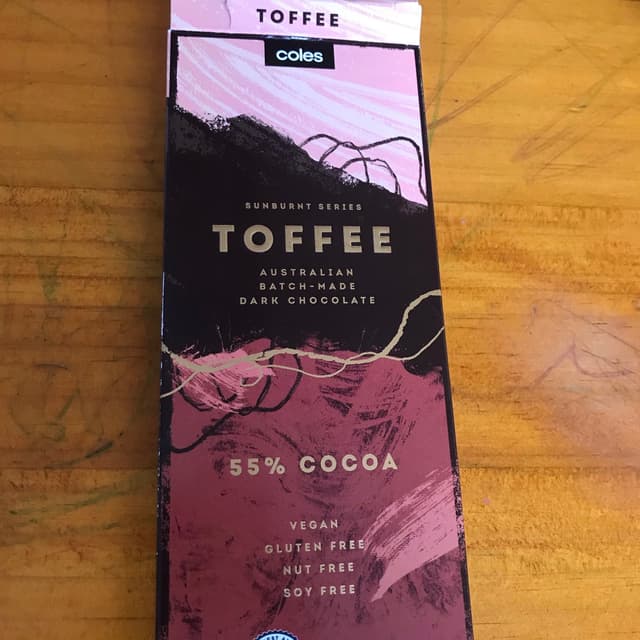 TOFFEE
coles
SUNBURNT SERIES
TOFFEE
AUSTRALIAN
BATCH-MADE
DARK CHOCOLATE
55% COCOA
VEGAN
GLUTEN FREE
NUT FREE
SOY FREE